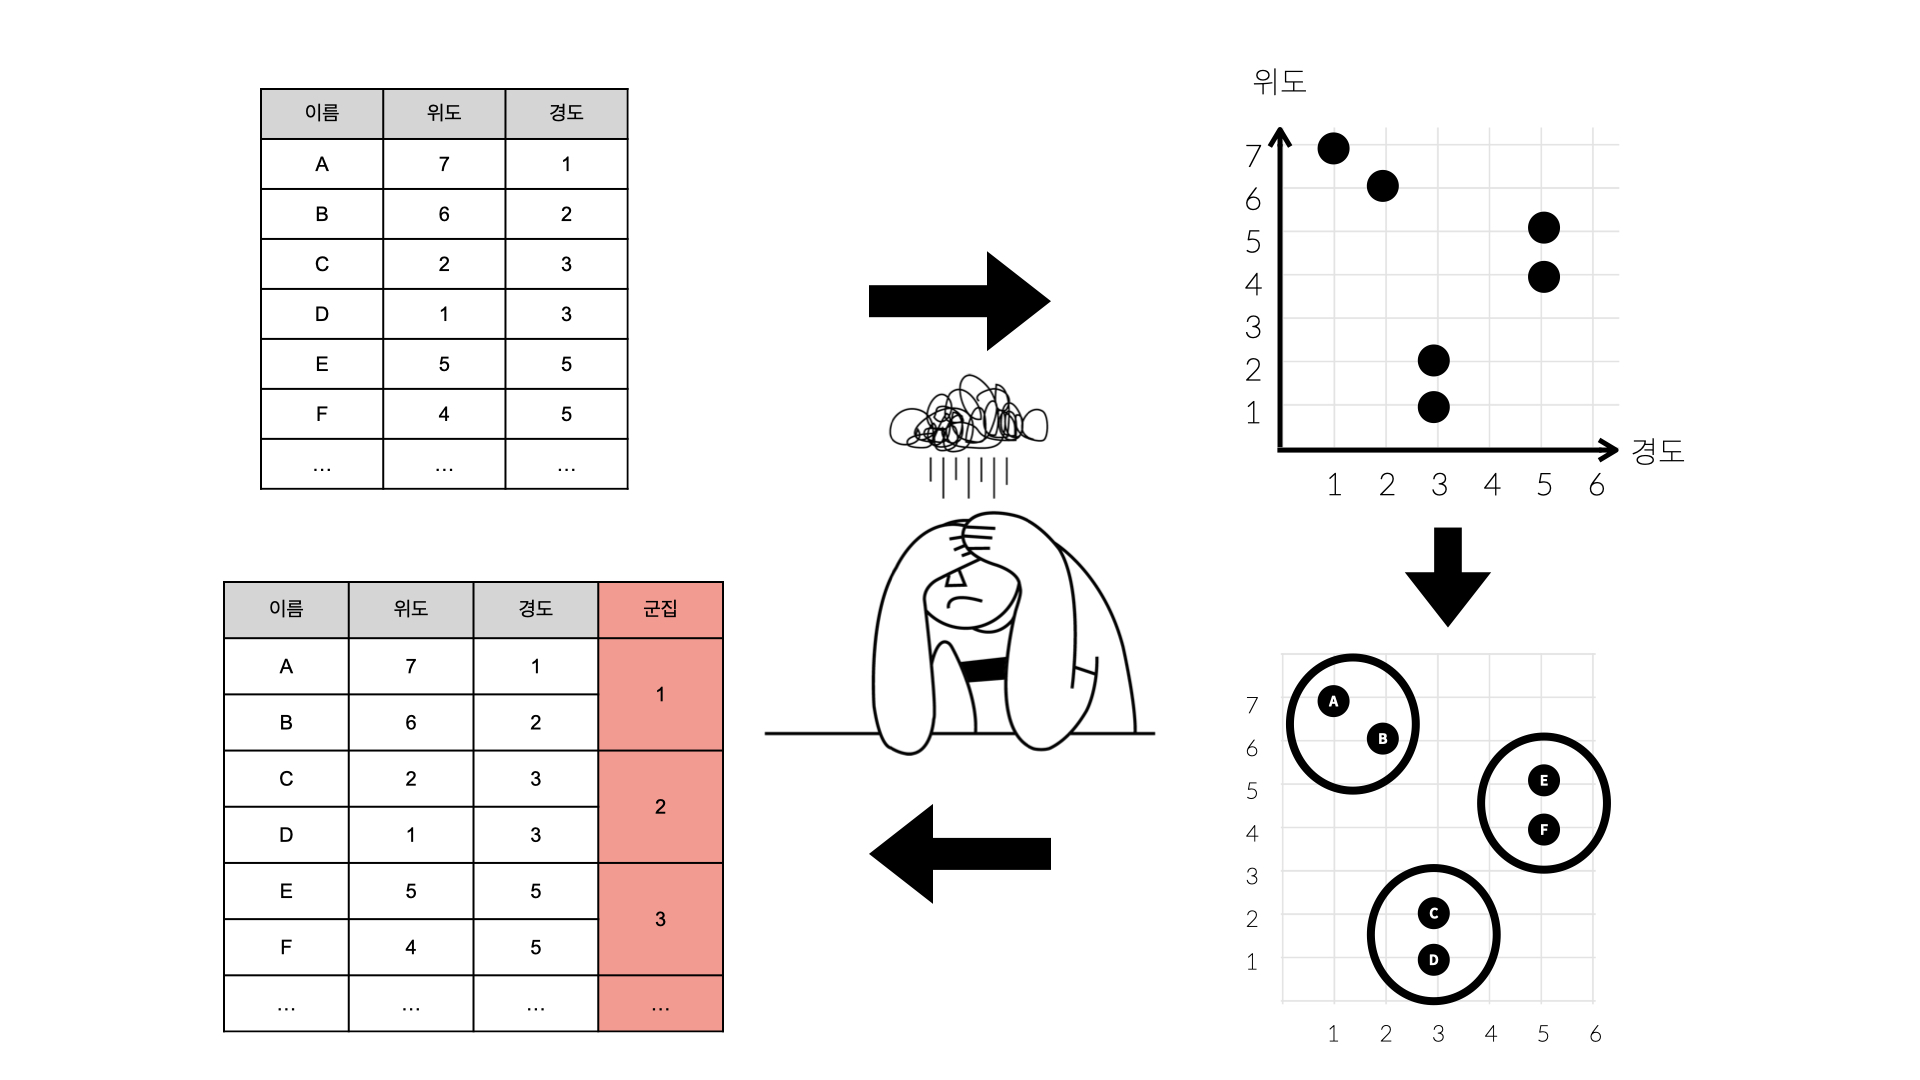 이름 위도 경도
A 7 1
B 6 2
C 2 3
D 1 3
E 5 5
F 4 5
... ... ...
위도
7
6
5
4
3
2
1
경도
1 2 3 4 5 6
이름 위도 경도 군집
A 7 1 1
B 6 2
C 2 3 2
D 1 3
E 5 5 3
F 4 5
... ... ... ...
7 A
6 B
5 E
4 F
3
2 C
1 D
1 2 3 4 5 6